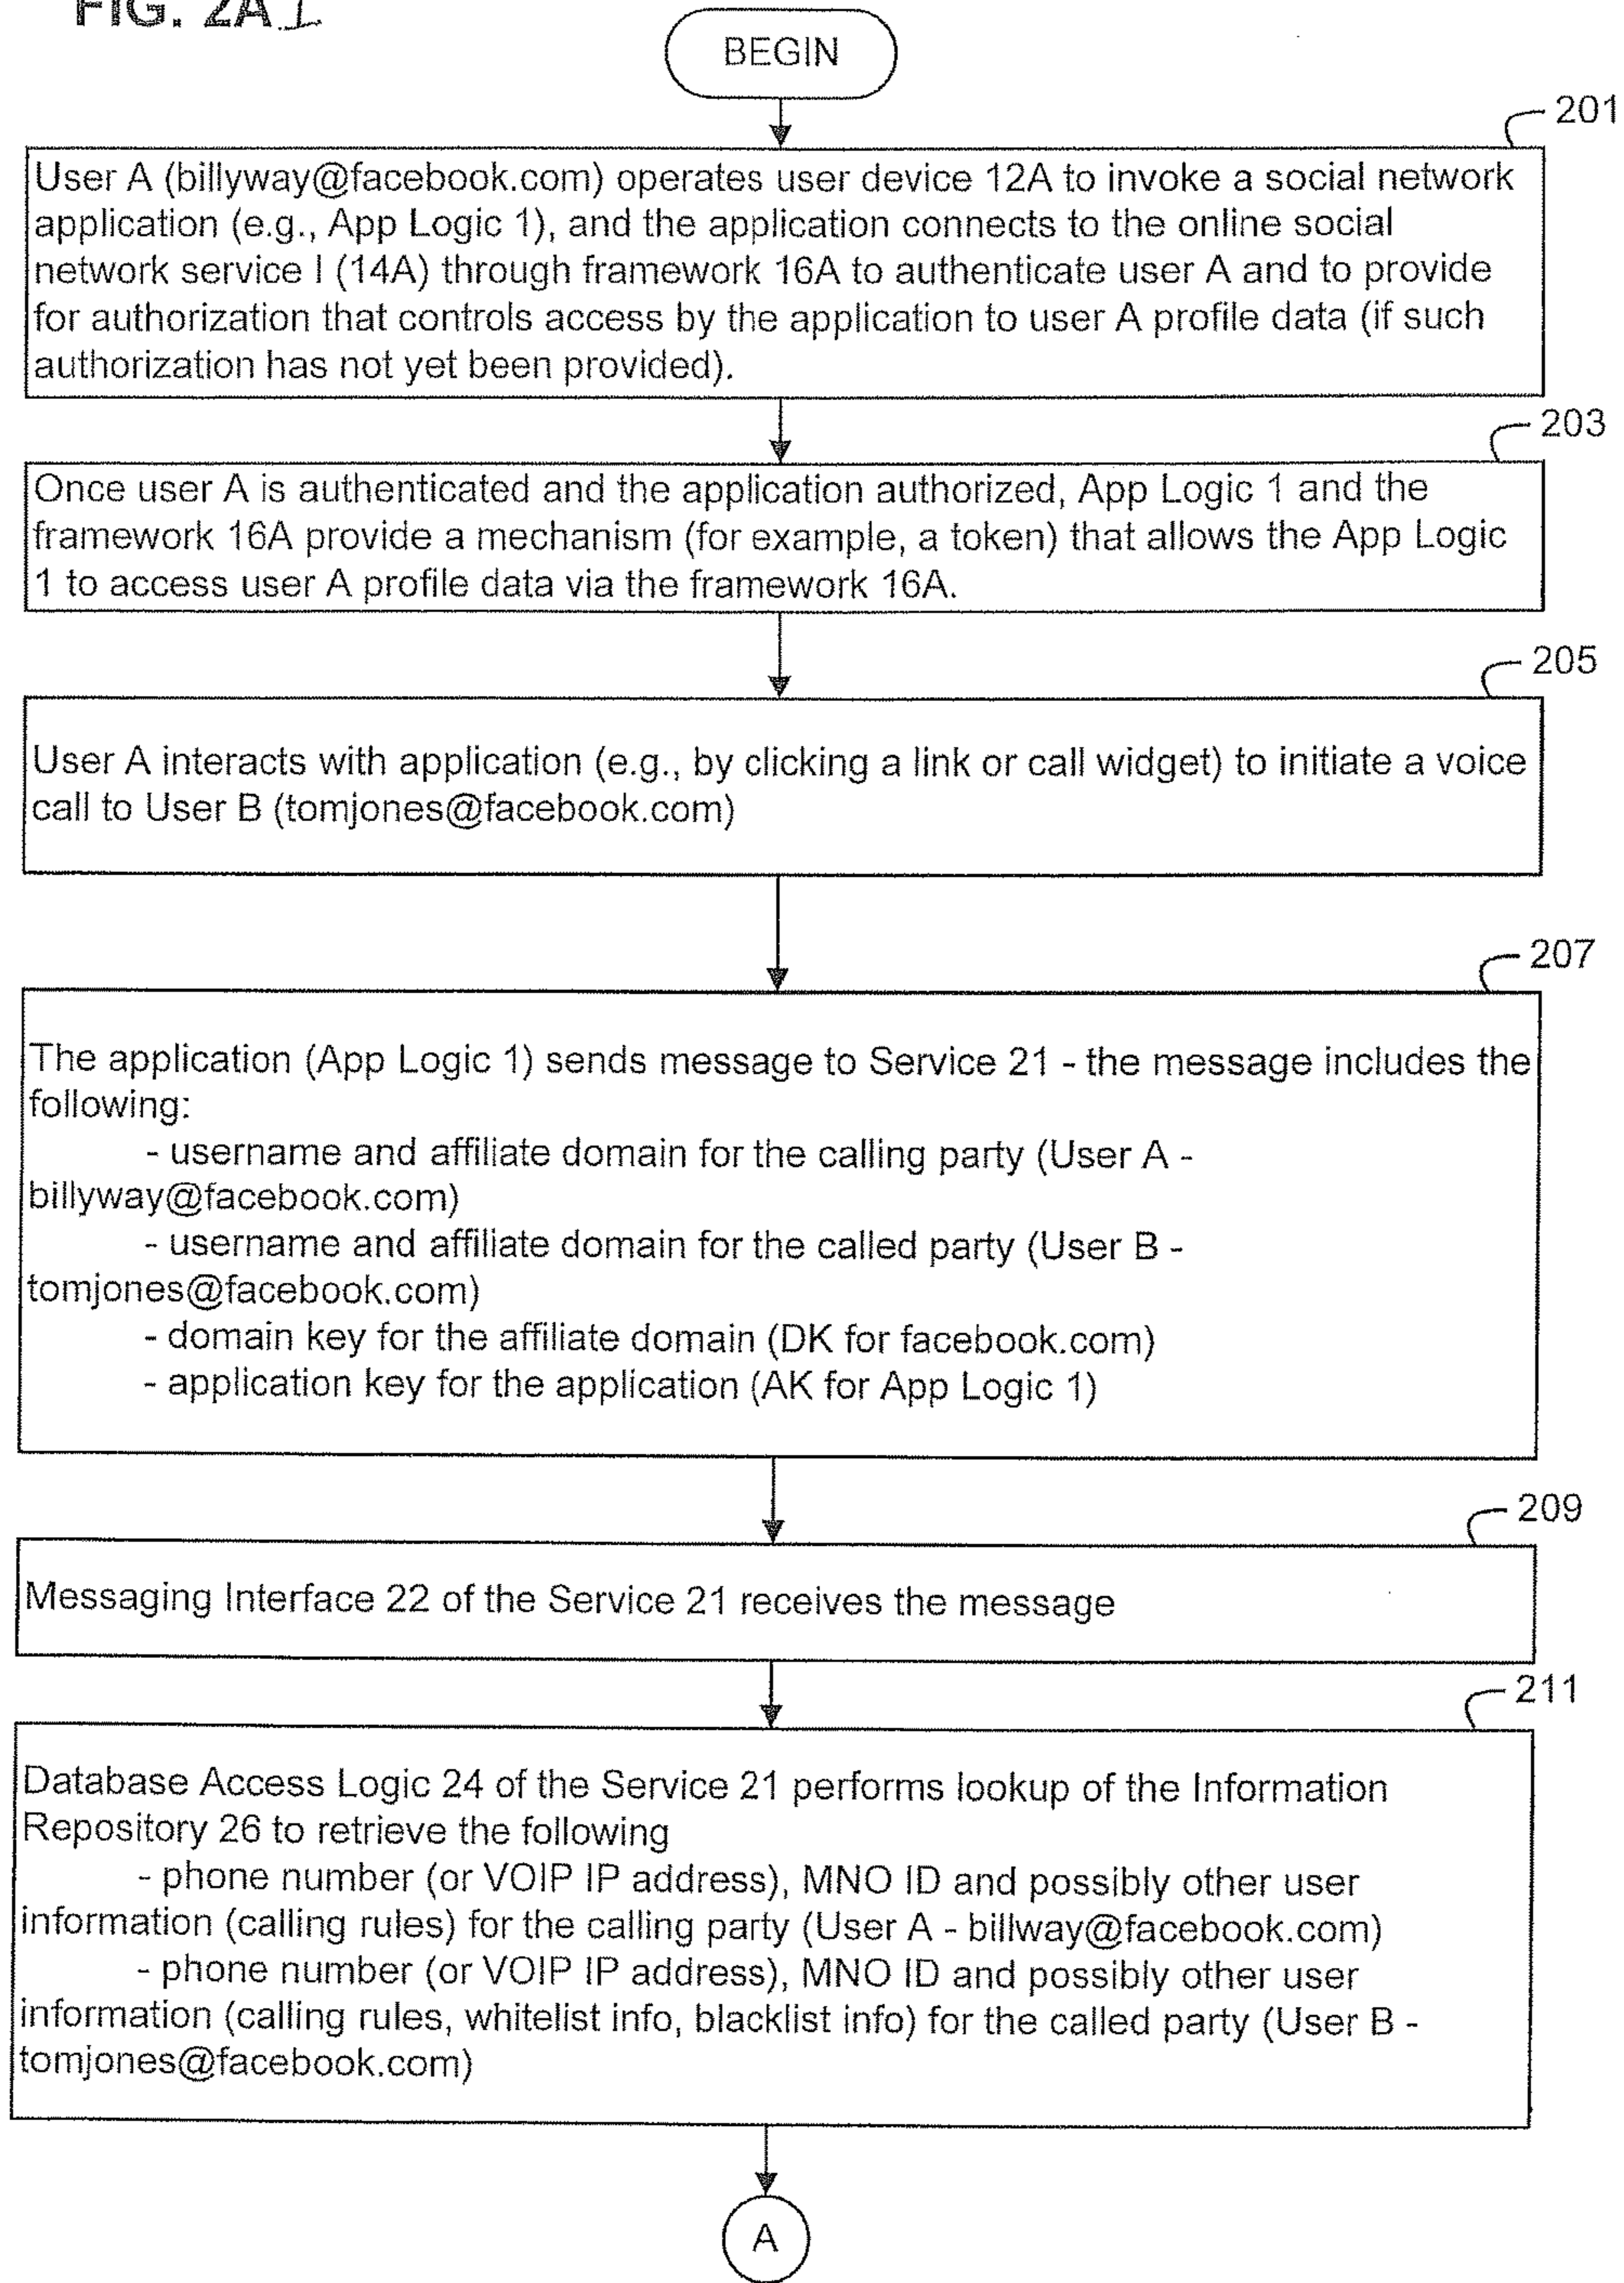 FIG. 2A1
BEGIN
201
User A (billyway@facebook.com) operates user device 12A to invoke a social network
application (e.g., App Logic 1), and the application connects to the online social
network service I (14A) through framework 16A to authenticate user A and to provide
for authorization that controls access by the application to user A profile data (if such
authorization has not yet been provided).
203
Once user A is authenticated and the application authorized, App Logic 1 and the
framework 16A provide a mechanism (for example, a token) that allows the App Logic
1 to access user A profile data via the framework 16A.
205
User A interacts with application (e.g., by clicking a link or call widget) to initiate a voice
call to User B (tomjones@facebook.com)
207
The application (App Logic 1) sends message to Service 21 - the message includes the
following:
- username and affiliate domain for the calling party (User A -
billyway@facebook.com)
- username and affiliate domain for the called party (User B -
tomjones@facebook.com)
- domain key for the affiliate domain (DK for facebook.com)
- application key for the application (AK for App Logic 1)
209
Messaging Interface 22 of the Service 21 receives the message
211
Database Access Logic 24 of the Service 21 performs lookup of the Information
Repository 26 to retrieve the following
- phone number (or VOIP IP address), MNO ID and possibly other user
information (calling rules) for the calling party (User A - billway@facebook.com)
- phone number (or VOIP IP address), MNO ID and possibly other user
information (calling rules, whitelist info, blacklist info) for the called party (User B -
tomjones@facebook.com)
A